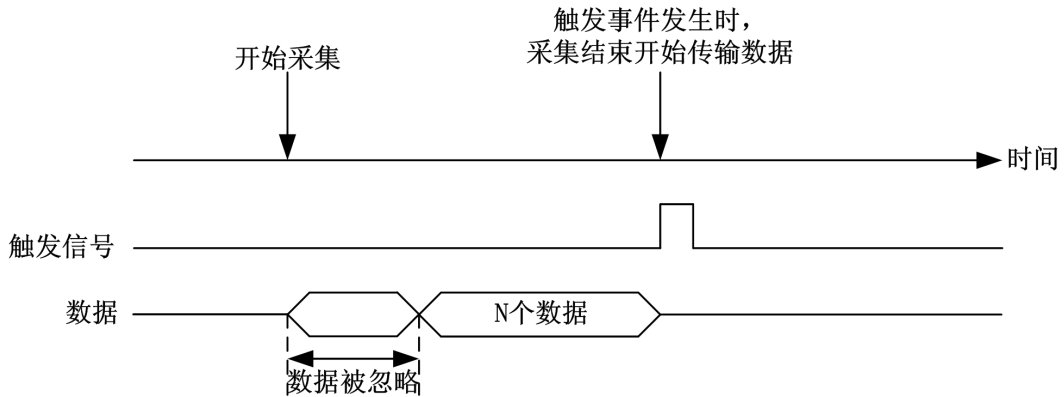 触发事件发生时，
采集结束开始传输数据
开始采集
时间
触发信号
数据
N个数据
数据被忽略